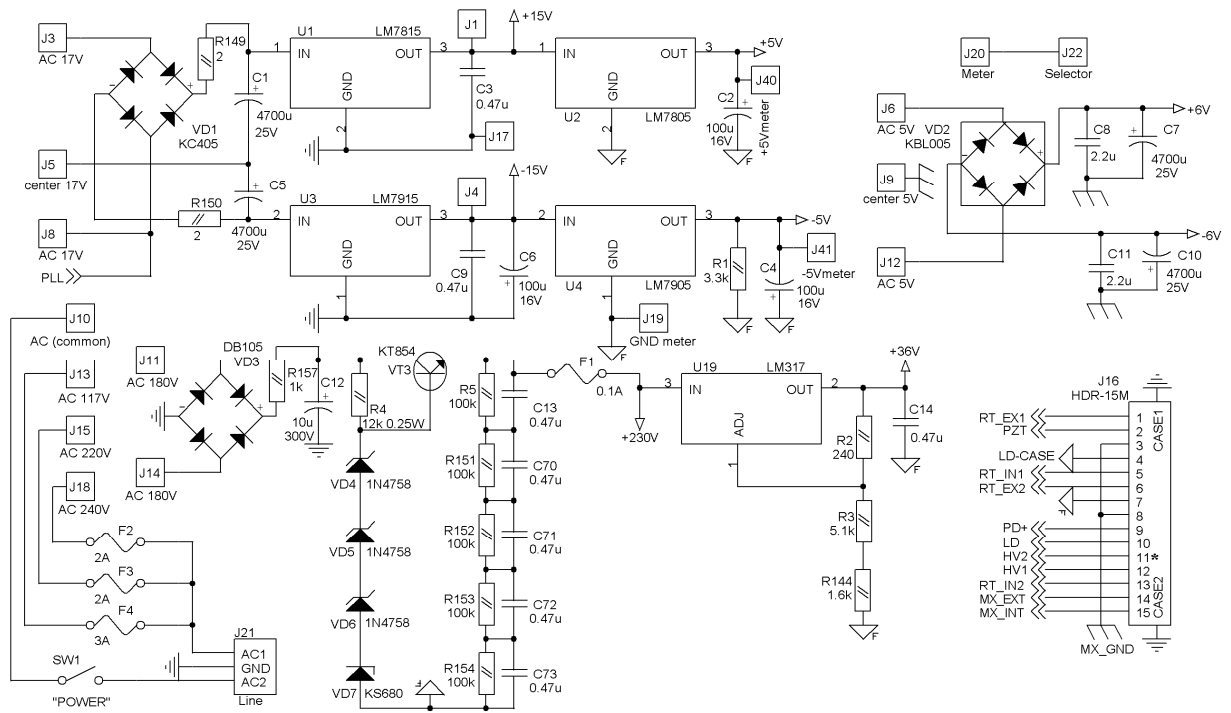 J3
AC 17V
R149
2
VD1
KC405
J5
center 17V
R150
2
J8
AC 17V
PLL
C1
4700u
25V
C5
4700u
25V
U1
LM7815
IN
OUT
GND
1
3
2
J1
+15V
C3
0.47u
J17
U2
LM7805
IN
OUT
GND
1
3
2
F
+5V
J40
+5Vmeter
C2
100u
16V
F
U3
LM7915
IN
OUT
GND
2
3
1
J4
-15V
C9
0.47u
C6
100u
16V
U4
LM7905
IN
OUT
GND
2
3
1
J19
GND meter
F
R1
3.3k
F
-5V
J41
-5Vmeter
C4
100u
16V
F
J20
Meter
J22
Selector
J6
AC 5V
VD2
KBL005
J9
center 5V
J12
AC 5V
C8
2.2u
C7
4700u
25V
+6V
C11
2.2u
C10
4700u
25V
-6V
J10
AC (common)
J13
AC 117V
J15
AC 220V
J18
AC 240V
J11
AC 180V
J14
AC 180V
DB105
VD3
R157
1k
C12
10u
300V
F2
2A
F3
2A
F4
3A
SW1
"POWER"
J21
AC1
GND
AC2
Line
KT854
VT3
R4
12k 0.25W
VD4
1N4758
VD5
1N4758
VD6
1N4758
VD7
KS680
F
R5
100k
C13
0.47u
R151
100k
C70
0.47u
R152
100k
C71
0.47u
R153
100k
C72
0.47u
R154
100k
C73
0.47u
F1
0.1A
+230V
U19
LM317
IN
OUT
ADJ
3
2
1
+36V
C14
0.47u
F
R2
240
R3
5.1k
R144
1.6k
F
J16
HDR-15M
CASE1
CASE2
RT_EX1
1
PZT
2
3
LD-CASE
4
RT_IN1
5
RT_EX2
6
F
7
8
PD+
9
LD
10
HV2
11*
HV1
12
RT_IN2
13
MX_EXT
14
MX_INT
15
MX_GND